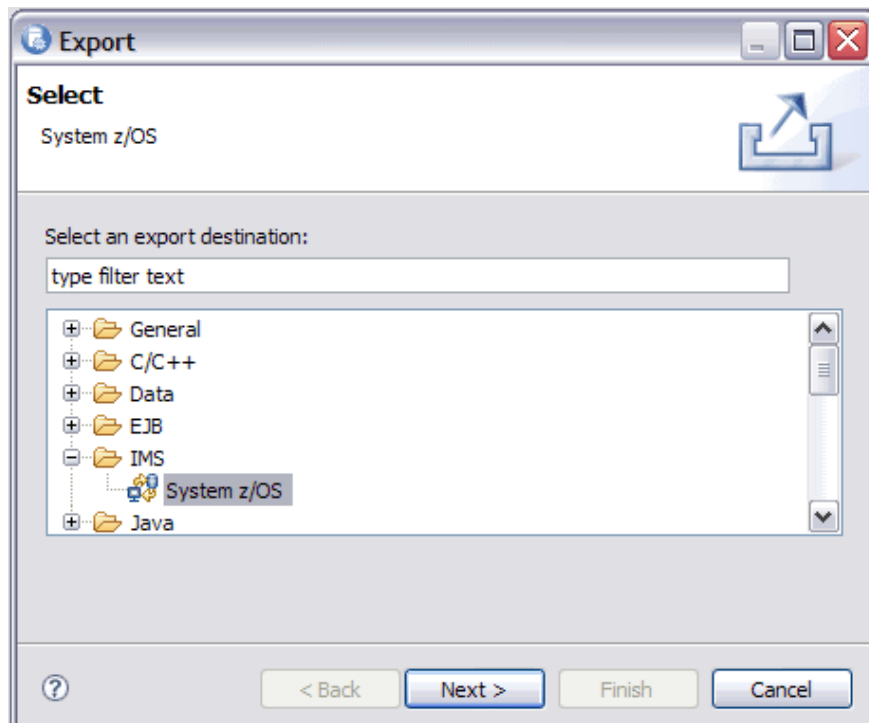 Export
Select
System z/OS
Select an export destination:
type filter text
General
C/C++
Data
EJB
IMS
System z/OS
Java
? < Back Next > Finish Cancel